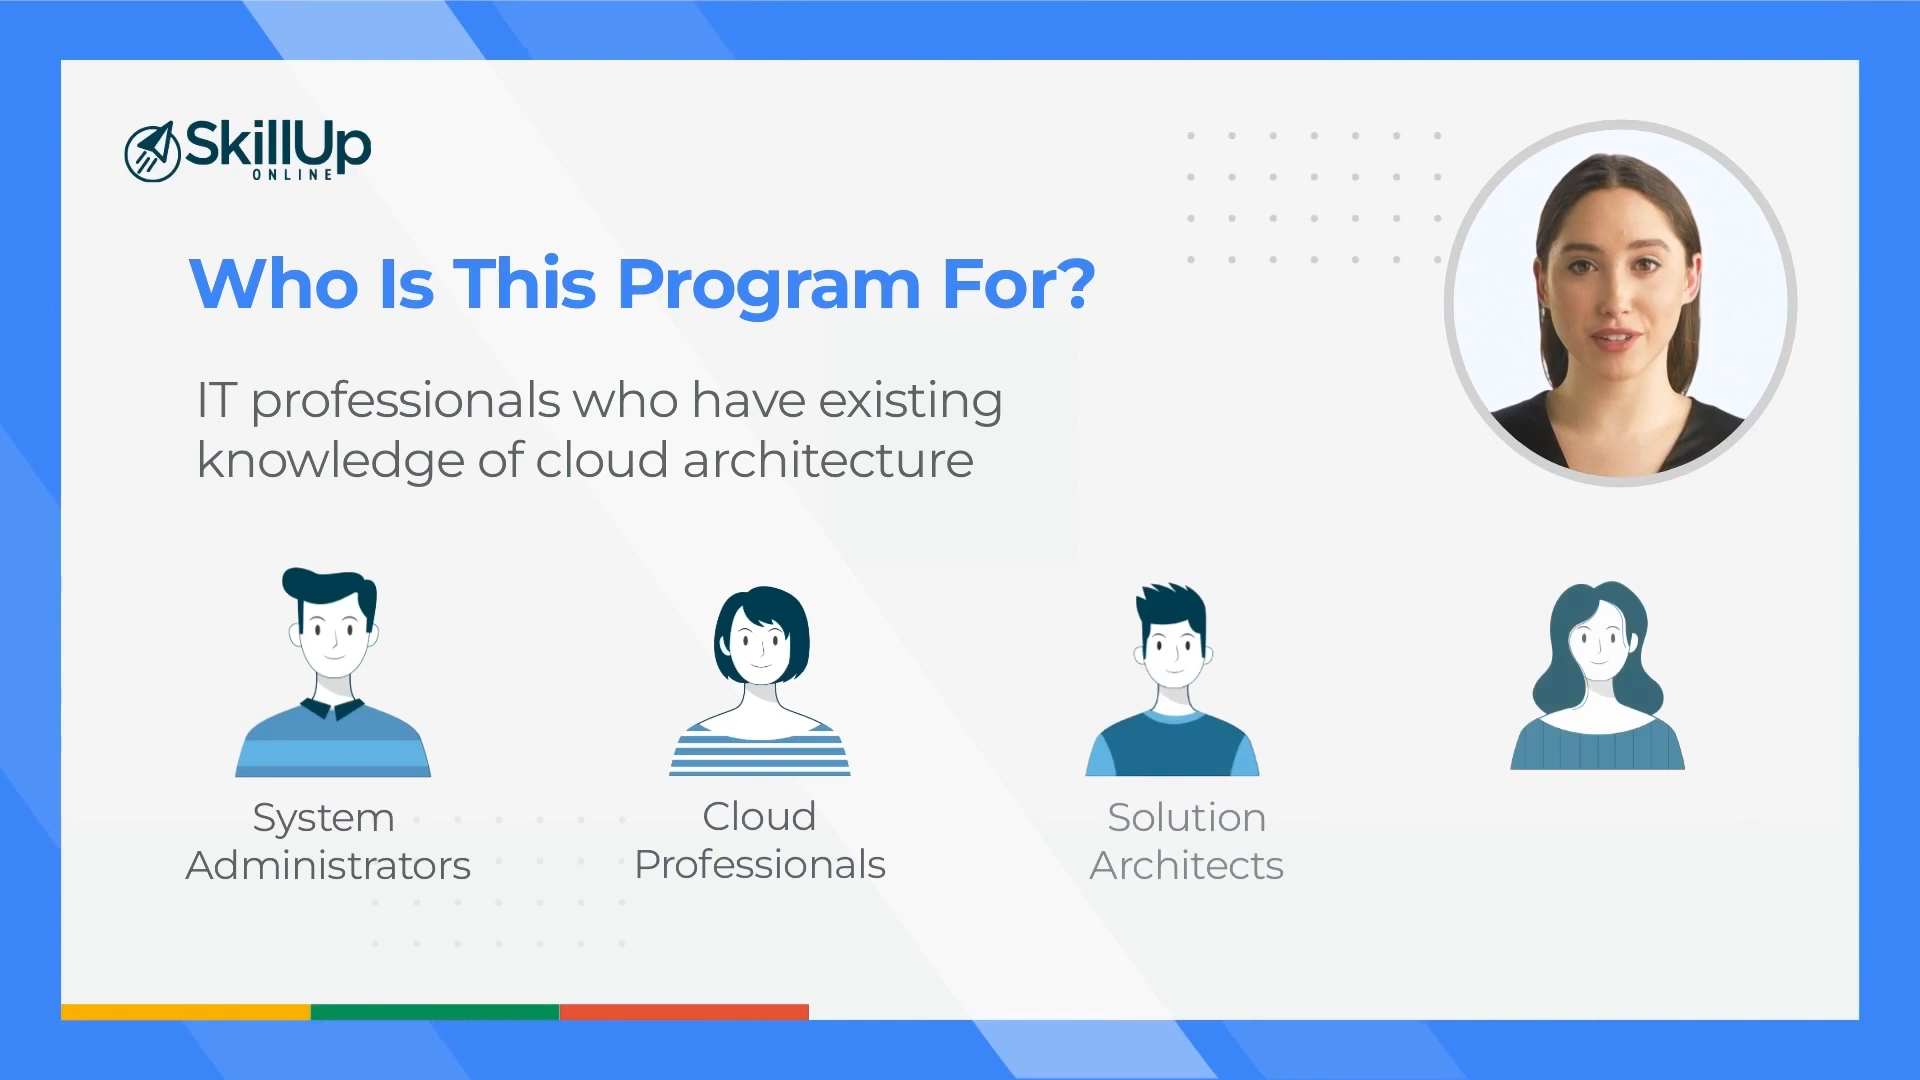 SkillUp
ONLINE
Who Is This Program For?
IT professionals who have existing
knowledge of cloud architecture
System
Administrators
Cloud
Professionals
Solution
Architects